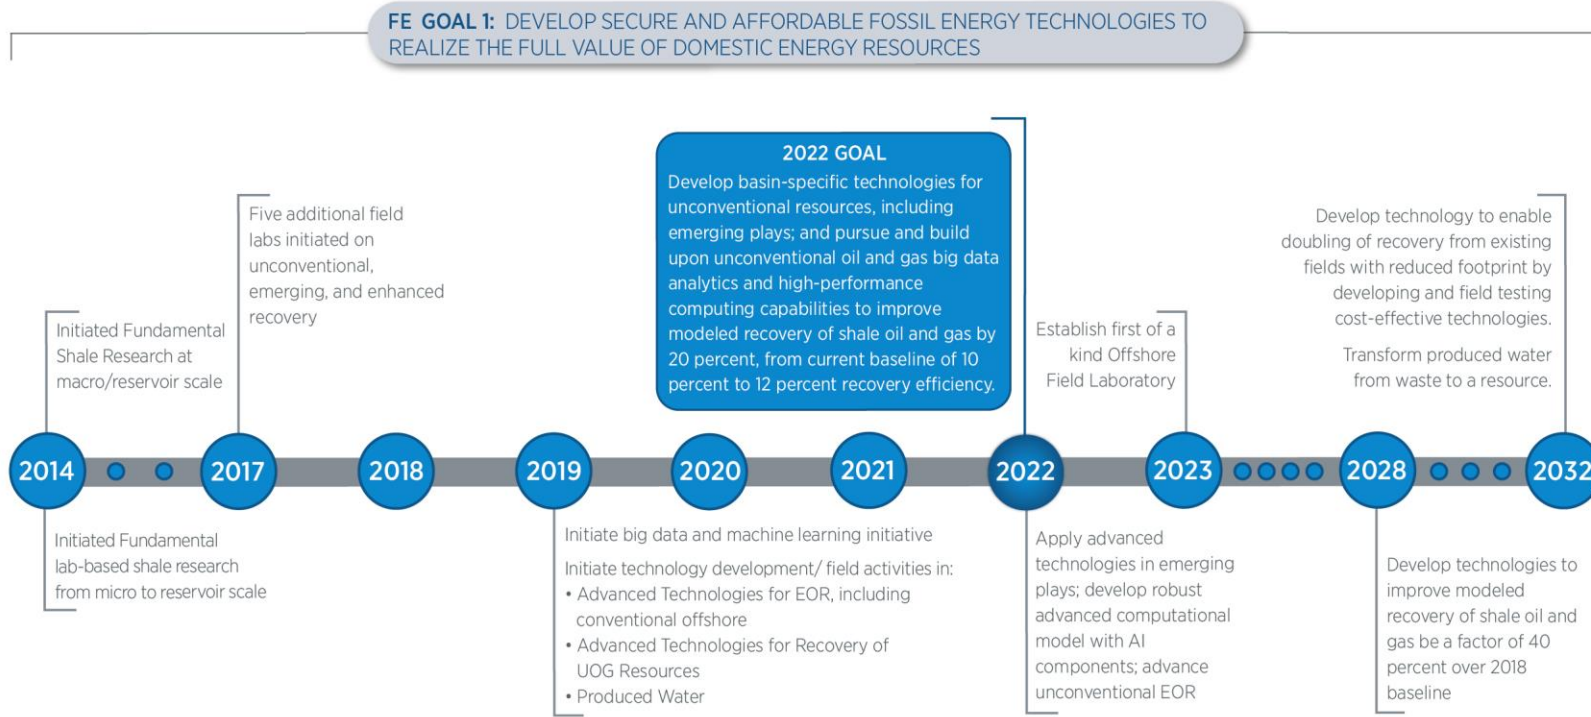 FE GOAL 1: DEVELOP SECURE AND AFFORDABLE FOSSIL ENERGY TECHNOLOGIES TO
REALIZE THE FULL VALUE OF DOMESTIC ENERGY RESOURCES
Initiated Fundamental
Shale Research at
macro/reservoir scale
Five additional field
labs initiated on
unconventional,
emerging, and enhanced
recovery
2022 GOAL
Develop basin-specific technologies for
unconventional resources, including
emerging plays; and pursue and build
upon unconventional oil and gas big data
analytics and high-performance
computing capabilities to improve
modeled recovery of shale oil and gas by
20 percent, from current baseline of 10
percent to 12 percent recovery efficiency.
Establish first of a
kind Offshore
Field Laboratory
Develop technology to enable
doubling of recovery from existing
fields with reduced footprint by
developing and field testing
cost-effective technologies.
Transform produced water
from waste to a resource.
2014
2017
2018
2019
2020
2021
2022
2023
2028
2032
Initiated Fundamental
lab-based shale research
from micro to reservoir scale
Initiate big data and machine learning initiative
Initiate technology development/ field activities in:
• Advanced Technologies for EOR, including
conventional offshore
• Advanced Technologies for Recovery of
UOG Resources
• Produced Water
Apply advanced
technologies in emerging
plays; develop robust
advanced computational
model with AI
components; advance
unconventional EOR
Develop technologies to
improve modeled
recovery of shale oil and
gas be a factor of 40
percent over 2018
baseline